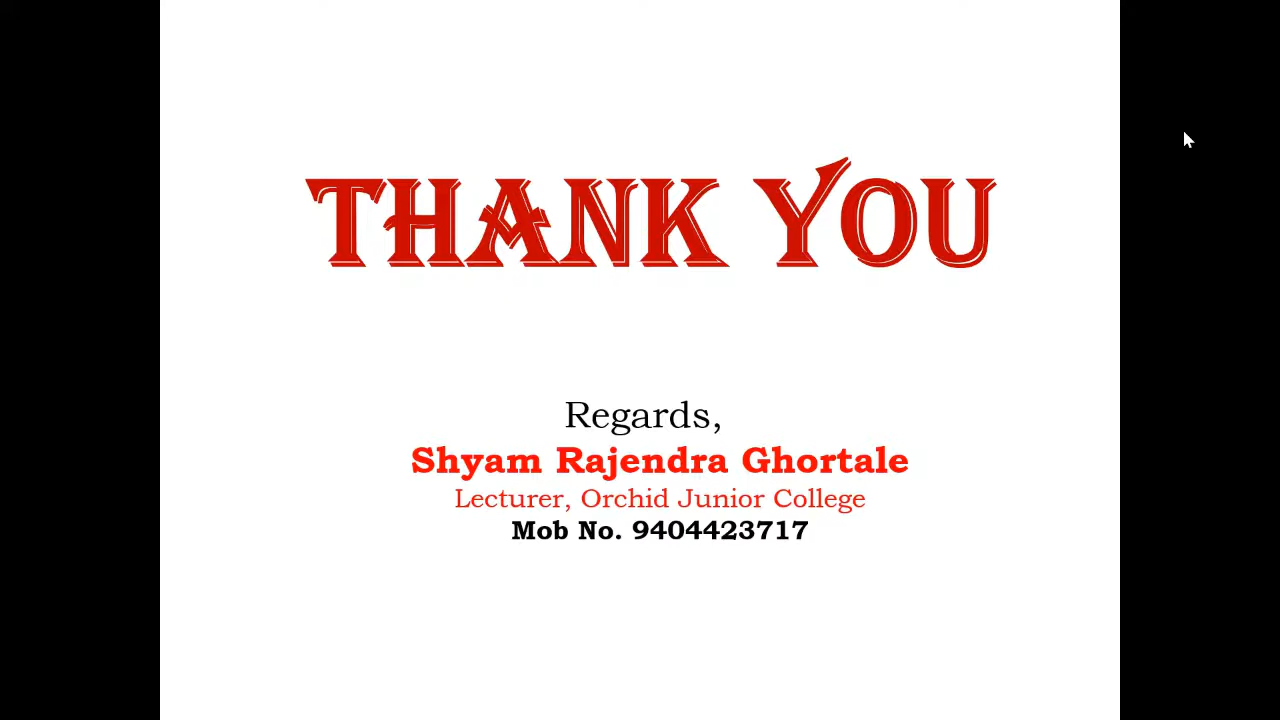 THANK YOU
Regards,
Shyam Rajendra Ghortale
Lecturer, Orchid Junior College
Mob No. 9404423717